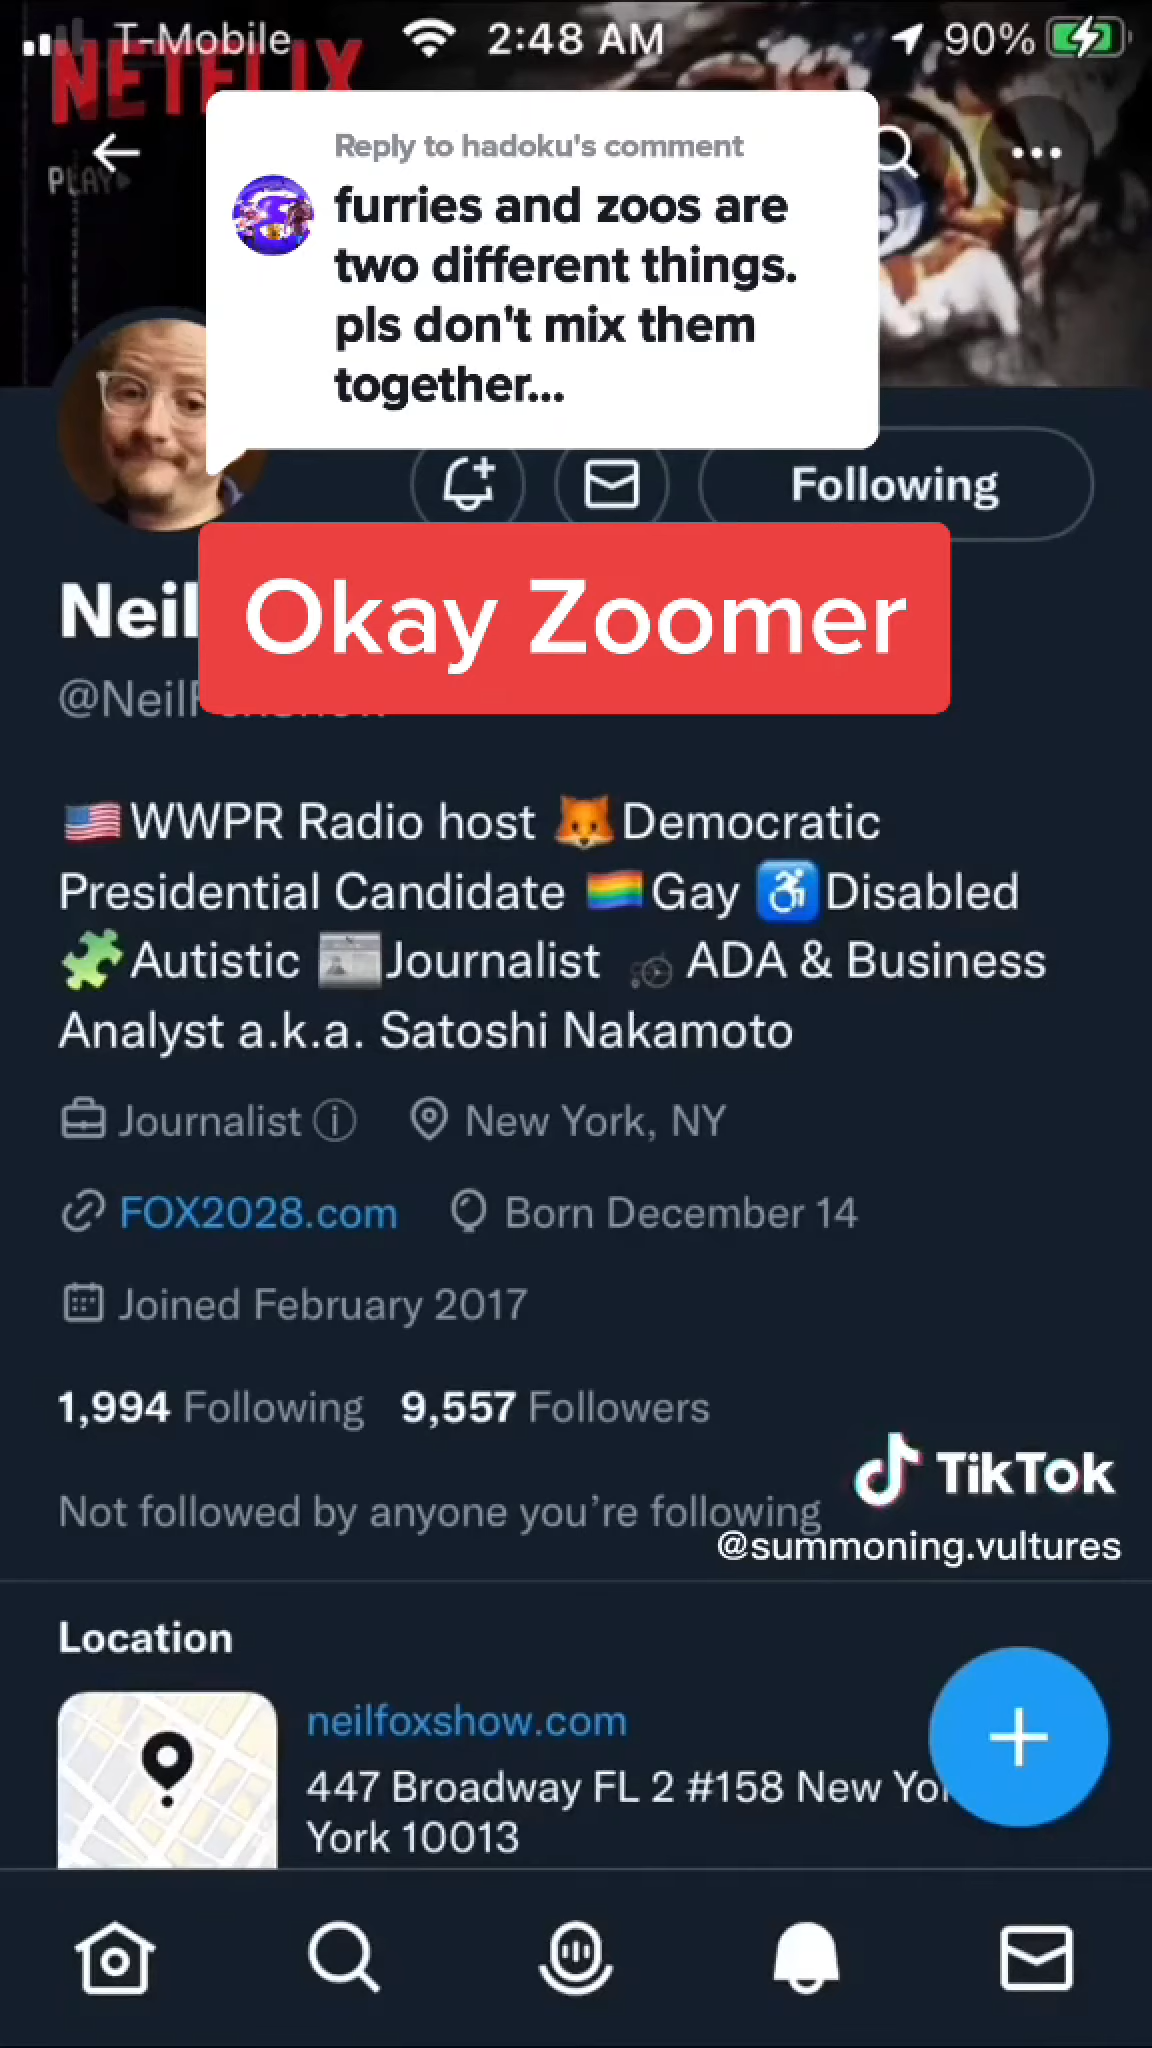 T-Mobile 2:48 AM 90%
NETFLIX
PLAY
Reply to hadoku's comment
furries and zoos are
two different things.
pls don't mix them
together...
Following
Okay Zoomer
Neil
🇺🇸WWPR Radio host 🦊Democratic
Presidential Candidate 🏳️‍🌈Gay ♿Disabled
🧩Autistic 📰Journalist ADA & Business
Analyst a.k.a. Satoshi Nakamoto
Journalist New York, NY
FOX2028.com Born December 14
Joined February 2017
1,994 Following 9,557 Followers
TikTok
Not followed by anyone you’re following
@summoning.vultures
Location
neilfoxshow.com
447 Broadway FL 2 #158 New
York 10013